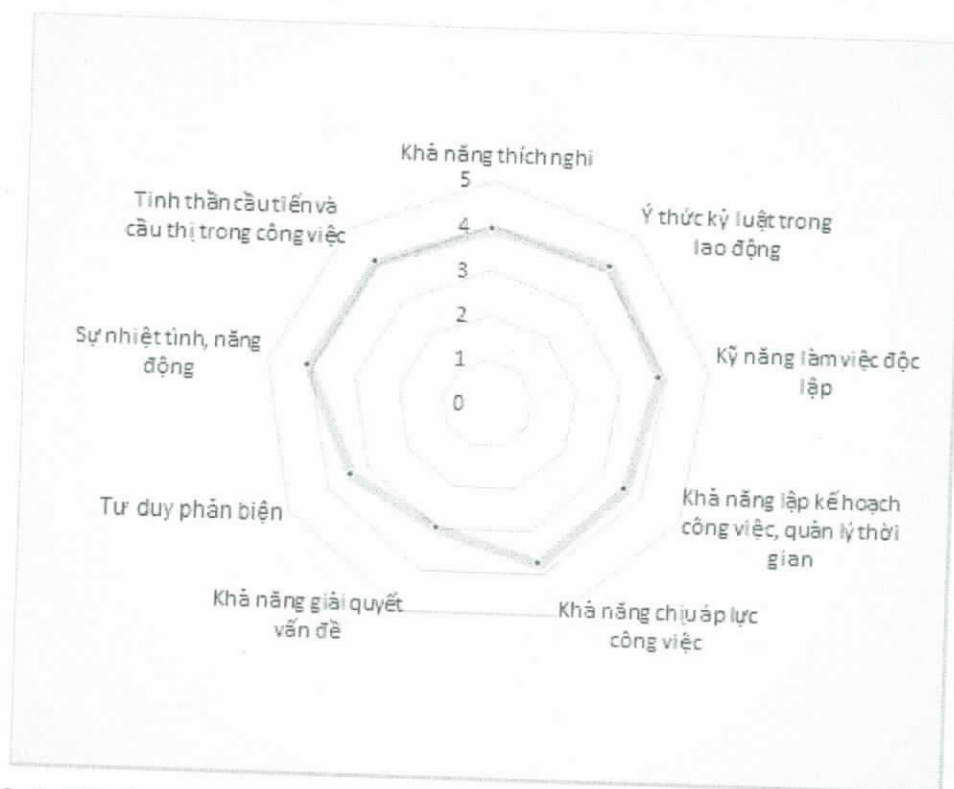 Khả năng thích nghi
5
4
3
2
1
0
Ý thức kỷ luật trong
lao động
Kỹ năng làm việc độc
lập
Khả năng lập kế hoạch
công việc, quản lý thời
gian
Khả năng chịu áp lực
công việc
Khả năng giải quyết
vấn đề
Tư duy phản biện
Sự nhiệt tình, năng
động
Tinh thần cầu tiến và
cầu thị trong công việc